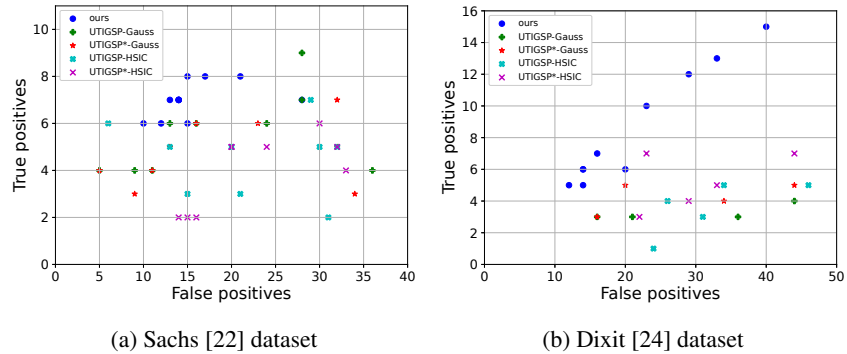 ours
UTIGSP-Gauss
UTIGSP*-Gauss
UTIGSP-HSIC
UTIGSP*-HSIC
True positives
10
8
6
4
2
0
0 5 10 15 20 25 30 35 40
False positives
(a) Sachs [22] dataset
ours
UTIGSP-Gauss
UTIGSP*-Gauss
UTIGSP-HSIC
UTIGSP*-HSIC
True positives
16
14
12
10
8
6
4
2
0
0 10 20 30 40 50
False positives
(b) Dixit [24] dataset